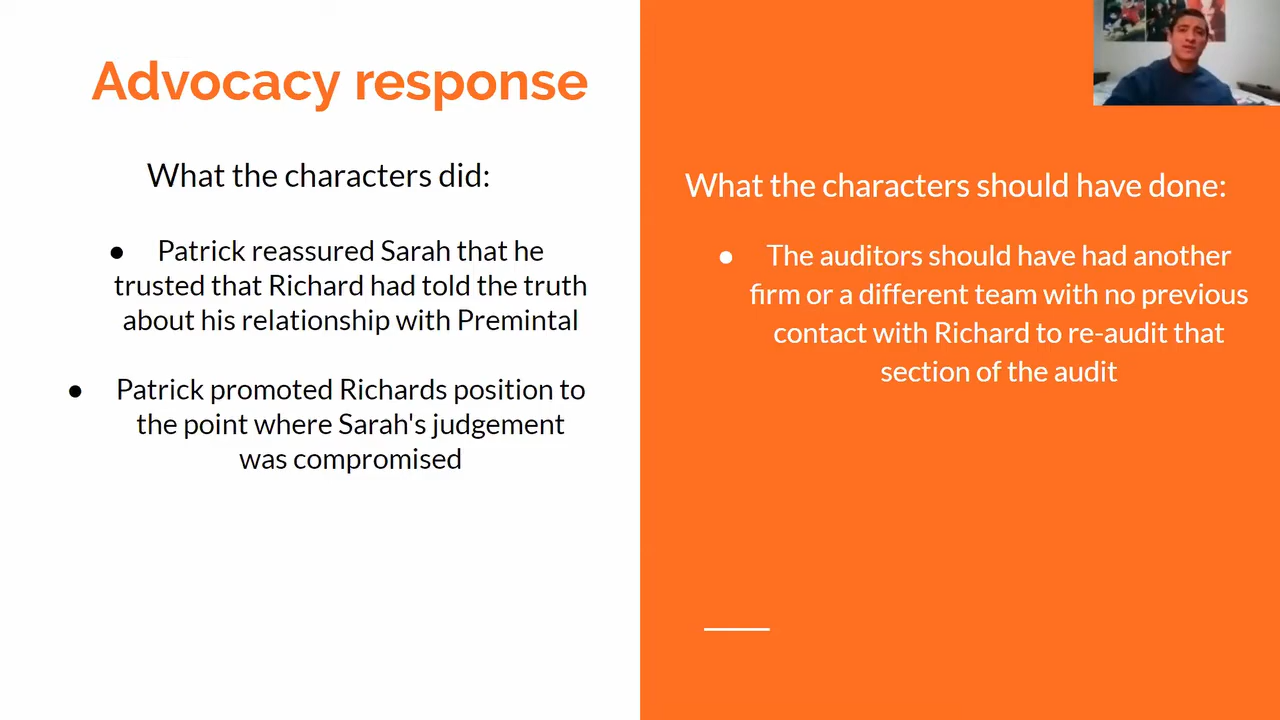 Advocacy response
What the characters did:
● Patrick reassured Sarah that he
trusted that Richard had told the truth
about his relationship with Premintal
● Patrick promoted Richards position to
the point where Sarah's judgement
was compromised
What the characters should have done:
● The auditors should have had another
firm or a different team with no previous
contact with Richard to re-audit that
section of the audit